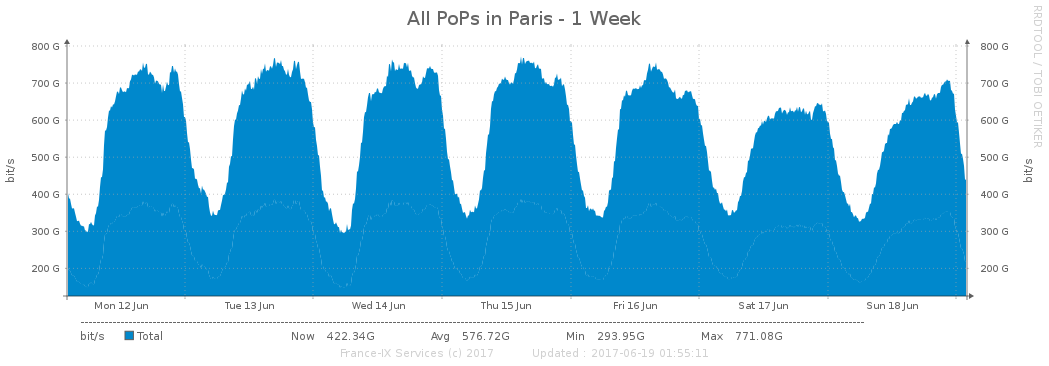 All PoPs in Paris - 1 Week
RRDTOOL / TOBI OETIKER
800 G 800 G
700 G 700 G
600 G 600 G
500 G 500 G
400 G 400 G
300 G 300 G
200 G 200 G
bit/s
bit/s
Mon 12 Jun Tue 13 Jun Wed 14 Jun Thu 15 Jun Fri 16 Jun Sat 17 Jun Sun 18 Jun
bit/s Total Now 422.34G Avg 576.72G Min 293.95G Max 771.08G
France-IX Services (c) 2017 Updated : 2017-06-19 01:55:11